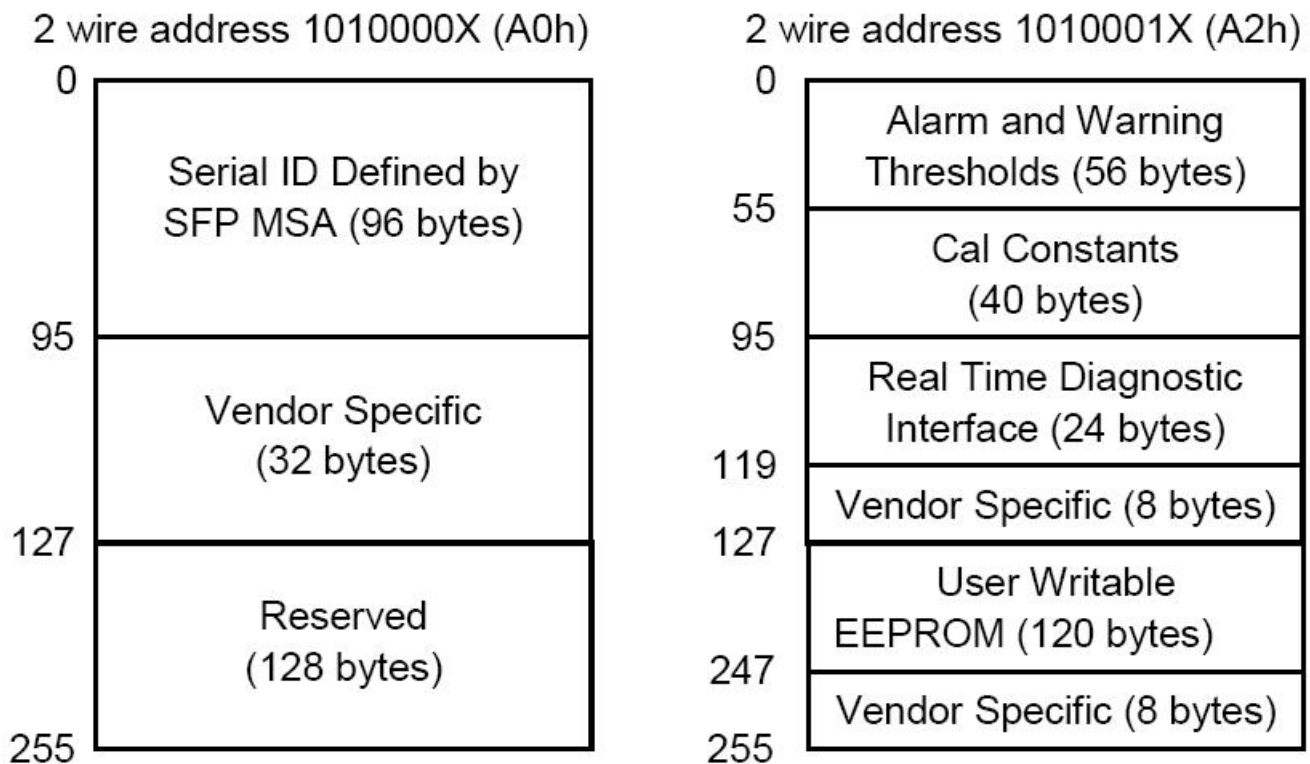 2 wire address 1010000X (A0h)
0
Serial ID Defined by
SFP MSA (96 bytes)
95
Vendor Specific
(32 bytes)
127
Reserved
(128 bytes)
255
2 wire address 1010001X (A2h)
0
Alarm and Warning
Thresholds (56 bytes)
55
Cal Constants
(40 bytes)
95
Real Time Diagnostic
Interface (24 bytes)
119
Vendor Specific (8 bytes)
127
User Writable
EEPROM (120 bytes)
247
Vendor Specific (8 bytes)
255